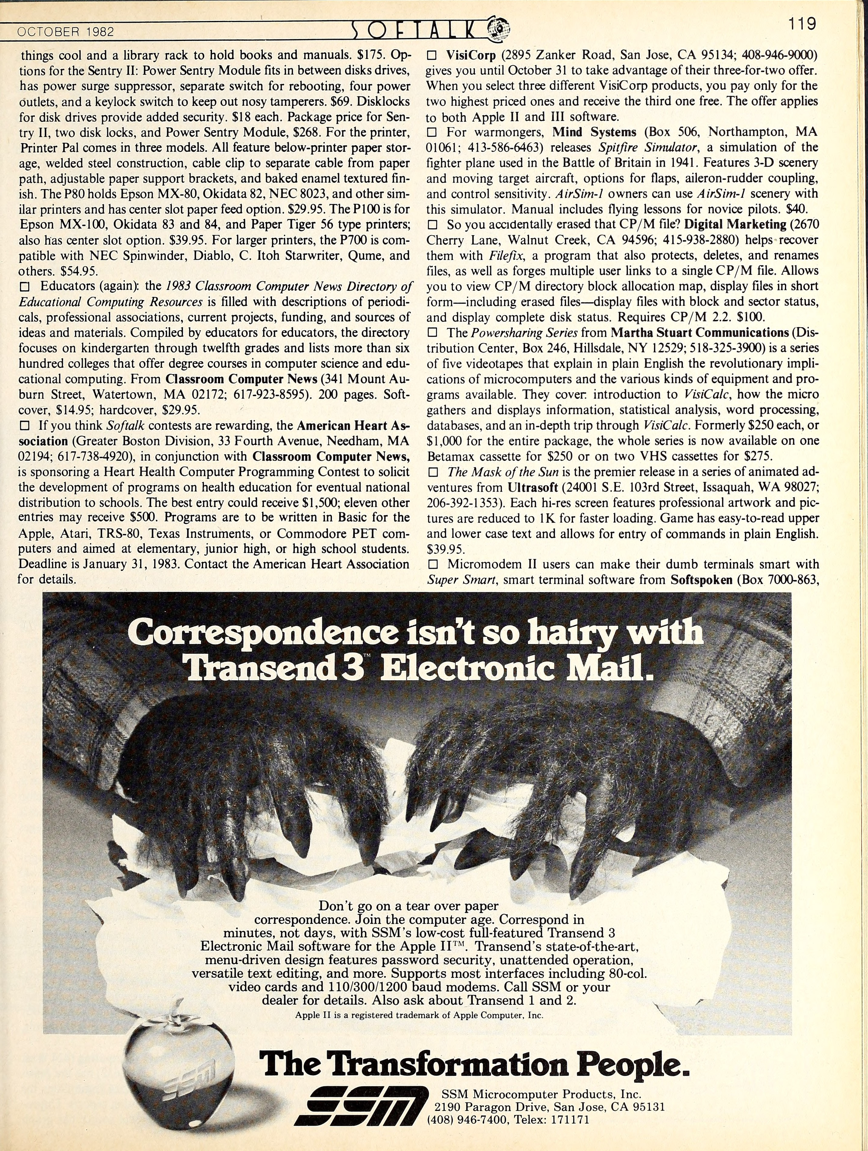 OCTOBER 1982
SOFTALK
119
things cool and a library rack to hold books and manuals. $175. Op-
tions for the Sentry II: Power Sentry Module fits in between disks drives,
has power surge suppressor, separate switch for rebooting, four power
outlets, and a keylock switch to keep out nosy tampers. $69. Disklocks
for disk drives provide added security. $18 each. Package price for Sen-
try II, two disk locks, and Power Sentry Module, $268. For the printer,
Printer Pal comes in three models. All feature below-printer paper stor-
age, welded steel construction, cable clip to separate cable from paper
path, adjustable paper support brackets, and baked enamel textured fin-
ish. The P80 holds Epson MX-80, Okidata 82, NEC 8023, and other sim-
ilar printers and has center slot paper feed option. $29.95. The P100 is for
Epson MX-100, Okidata 83 and 84, and Paper Tiger 56 type printers;
also has center slot option. $39.95. For larger printers, the P700 is com-
patible with NEC Spinwinder, Diablo, C. Itoh Starwriter, Qume, and
others. $54.95.
□ Educators (again): the 1983 Classroom Computer News Directory of
Educational Computing Resources is filled with descriptions of periodi-
cals, professional associations, current projects, funding, and sources of
ideas and materials. Compiled by educators for educators, the directory
focuses on kindergarten through twelfth grades and lists more than six
hundred colleges that offer degree courses in computer science and edu-
cational computing. From Classroom Computer News (341 Mount Au-
burn Street, Watertown, MA 02172; 617-923-8595). 200 pages. Soft-
cover, $14.95; hardcover, $29.95.
□ If you think Softalk contests are rewarding, the American Heart As-
sociation (Greater Boston Division, 33 Fourth Avenue, Needham, MA
02194; 617-738-4920), in conjunction with Classroom Computer News,
is sponsoring a Heart Health Computer Programming Contest to solicit
the development of programs on health education for eventual national
distribution to schools. The best entry could receive $1,500; eleven other
entries may receive $500. Programs are to be written in Basic for the
Apple, Atari, TRS-80, Texas Instruments, or Commodore PET com-
puters and aimed at elementary, junior high, or high school students.
Deadline is January 31, 1983. Contact the American Heart Association
for details.
□ VisiCorp (2895 Zanker Road, San Jose, CA 95134; 408-946-9000)
gives you until October 31 to take advantage of their three-for-two offer.
When you select three different VisiCorp products, you pay only for the
two highest priced ones and receive the third one free. The offer applies
to both Apple II and III software.
□ For warmongers, Mind Systems (Box 506, Northampton, MA
01061; 413-586-6463) releases Spitfire Simulator, a simulation of the
fighter plane used in the Battle of Britain in 1941. Features 3-D scenery
and moving target aircraft, options for flaps, aileron-rudder coupling,
and control sensitivity. AirSim-1 owners can use AirSim-1 scenery with
this simulator. Manual includes flying lessons for novice pilots. $40.
□ So you accidentally erased that CP/M file? Digital Marketing (2670
Cherry Lane, Walnut Creek, CA 94596; 415-938-2880) helps recover
them with Filefix, a program that also protects, deletes, and renames
files, as well as forges multiple user links to a single CP/M file. Allows
you to view CP/M directory block allocation map, display files in short
form—including erased files—display files with block and sector status,
and display complete disk status. Requires CP/M 2.2. $100.
□ The Powersharing Series from Martha Stuart Communications (Dis-
tribution Center, Box 246, Hillsdale, NY 12529; 518-325-3900) is a series
of five videotapes that explain in plain English the revolutionary impli-
cations of microcomputers and the various kinds of equipment and pro-
grams available. They cover: introduction to VisiCalc, how the micro
gathers and displays information, statistical analysis, word processing,
databases, and an in-depth trip through VisiCalc. Formerly $250 each, or
$1,000 for the entire package, the whole series is now available on one
Betamax cassette for $250 or on two VHS cassettes for $275.
□ The Mask of the Sun is the premier release in a series of animated ad-
ventures from Ultrasoft (24001 S.E. 103rd Street, Issaquah, WA 98027;
206-392-1353). Each hi-res screen features professional artwork and pic-
tures are reduced to 1K for faster loading. Game has easy-to-read upper
and lower case text and allows for entry of commands in plain English.
$39.95.
□ Micromodem II users can make their dumb terminals smart with
Super Smart, smart terminal software from Softspoken (Box 7000-863,
Correspondence isn't so hairy with
Transend 3™ Electronic Mail.
Don't go on a tear over paper
correspondence. Join the computer age. Correspond in
minutes, not days, with SSM's low-cost full-featured Transend 3
Electronic Mail software for the Apple II™. Transend's state-of-the-art,
menu-driven design features password security, unattended operation,
versatile text editing, and more. Supports most interfaces including 80-col.
video cards and 110/300/1200 baud modems. Call SSM or your
dealer for details. Also ask about Transend 1 and 2.
Apple II is a registered trademark of Apple Computer, Inc.
SSM
The Transformation People.
SSM
SSM Microcomputer Products, Inc.
2190 Paragon Drive, San Jose, CA 95131
(408) 946-7400, Telex: 171171